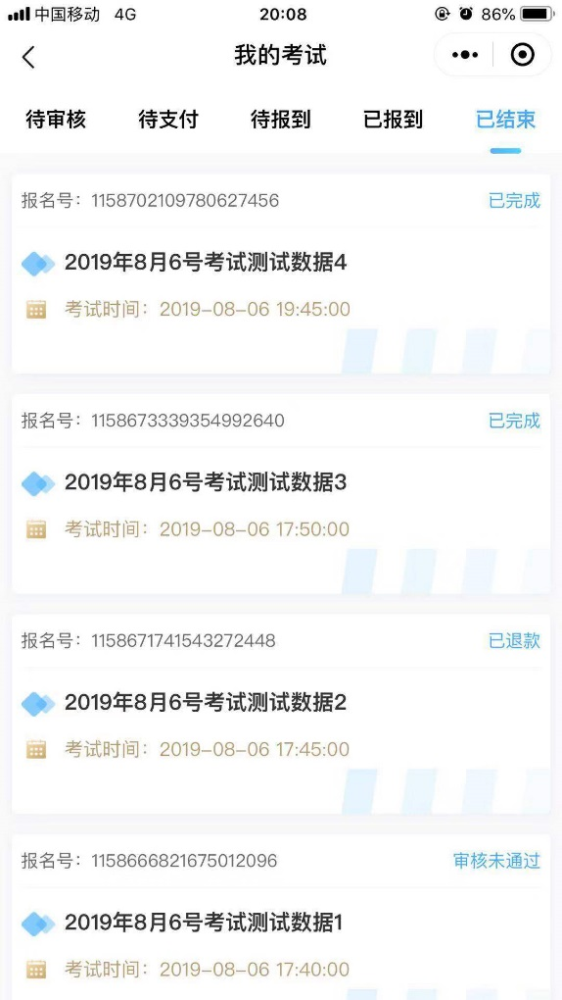 中国移动 4G 20:08 86%
我的考试
待审核 待支付 待报到 已报到 已结束
报名号：1158702109780627456 已完成
2019年8月6号考试测试数据4
考试时间：2019-08-06 19:45:00
报名号：1158673339354992640 已完成
2019年8月6号考试测试数据3
考试时间：2019-08-06 17:50:00
报名号：1158671741543272448 已退款
2019年8月6号考试测试数据2
考试时间：2019-08-06 17:45:00
报名号：1158666821675012096 审核未通过
2019年8月6号考试测试数据1
考试时间：2019-08-06 17:40:00